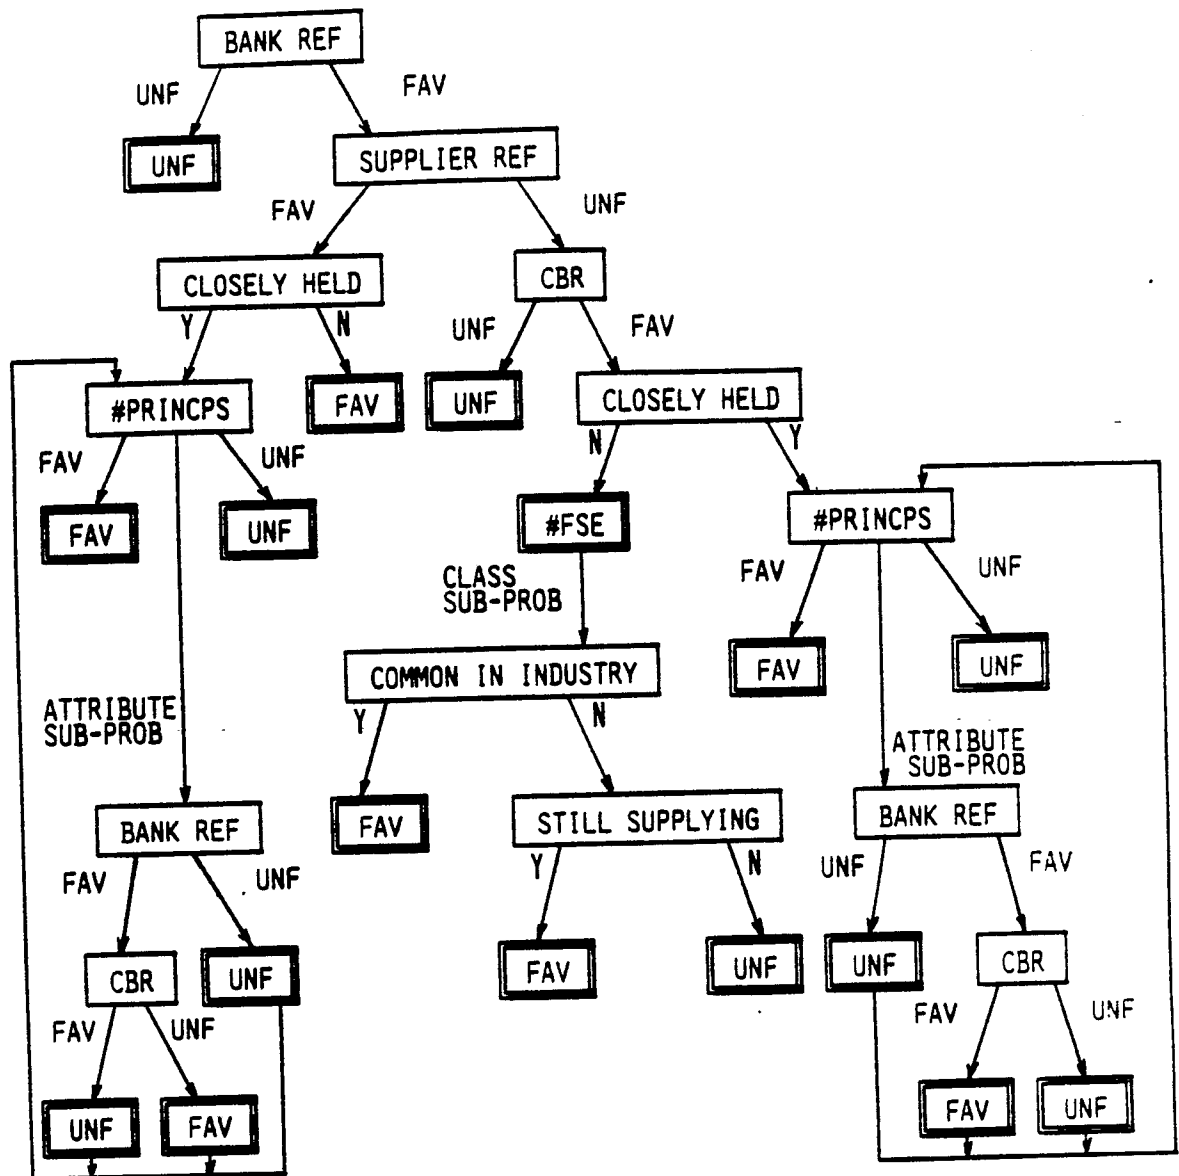 BANK REF
UNF
FAV
UNF
SUPPLIER REF
FAV
UNF
CLOSELY HELD
CBR
Y
N
UNF
FAV
#PRINCPS
FAV
UNF
CLOSELY HELD
FAV
UNF
N
Y
FAV
UNF
#FSE
#PRINCPS
CLASS
SUB-PROB
FAV
UNF
COMMON IN INDUSTRY
FAV
UNF
ATTRIBUTE
SUB-PROB
Y
N
ATTRIBUTE
SUB-PROB
BANK REF
FAV
STILL SUPPLYING
BANK REF
FAV
UNF
Y
N
UNF
FAV
CBR
UNF
FAV
UNF
UNF
CBR
FAV
UNF
FAV
UNF
UNF
FAV
FAV
UNF